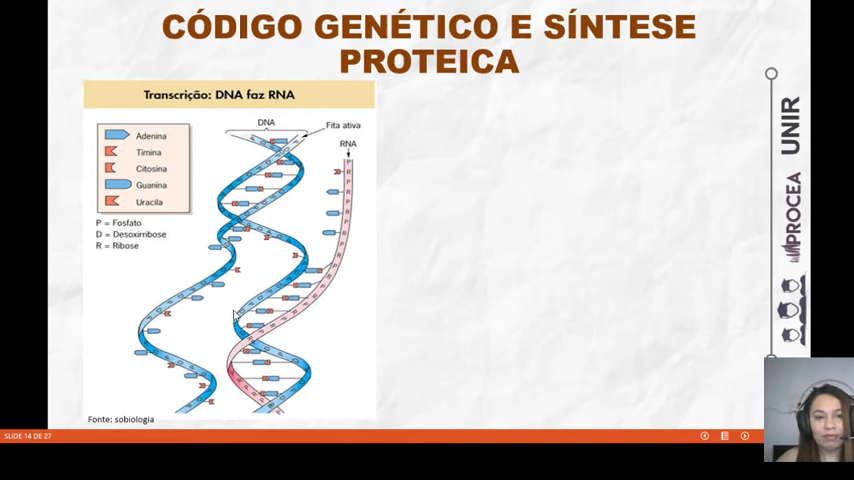 CÓDIGO GENÉTICO E SÍNTESE
PROTEICA
Transcrição: DNA faz RNA
DNA
Fita ativa
RNA
Adenina
Timina
Citosina
Guanina
Uracila
P = Fosfato
D = Desoxirribose
R = Ribose
Fonte: sobiologia
UNIR
PROCEA
SLIDE 14 DE 27